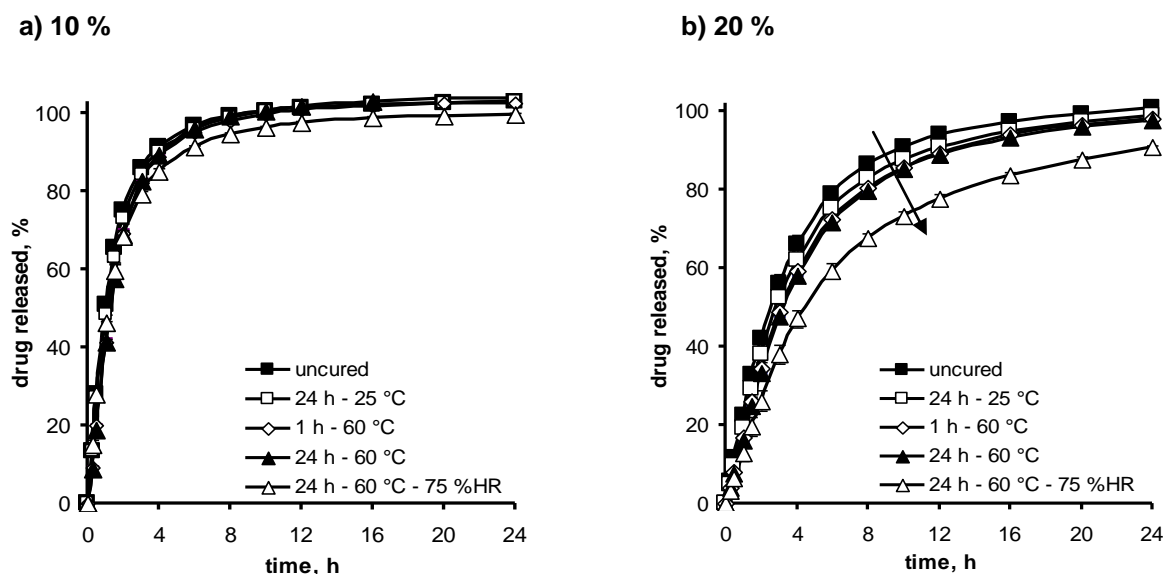 a) 10 %
100
80
60
40
20
0
drug released, %
0 4 8 12 16 20 24
time, h
uncured
24 h - 25 °C
1 h - 60 °C
24 h - 60 °C
24 h - 60 °C - 75 %HR
b) 20 %
100
80
60
40
20
0
drug released, %
0 4 8 12 16 20 24
time, h
uncured
24 h - 25 °C
1 h - 60 °C
24 h - 60 °C
24 h - 60 °C - 75 %HR